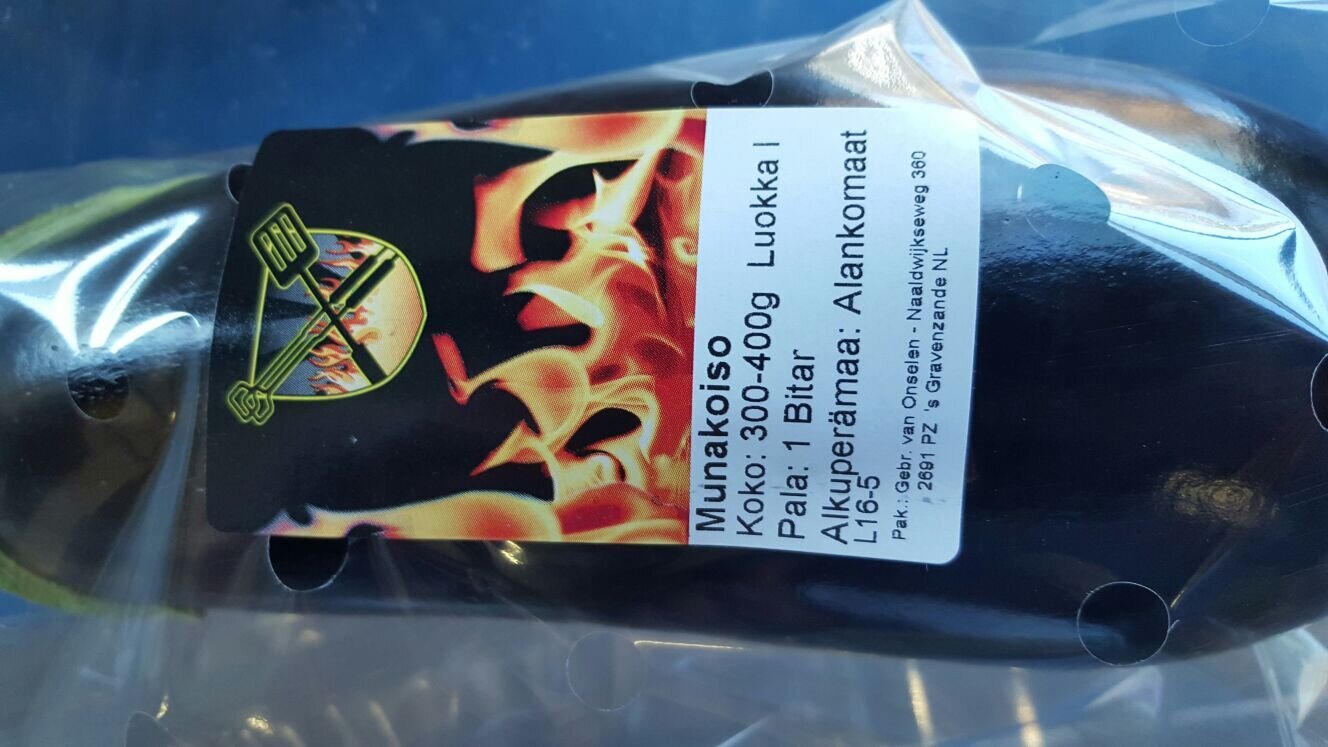 Munakoiso
Koko: 300-400g Luokka I
Pala: 1 Bitar
Alkuperämaa: Alankomaat
L16-5
Pak.: Gebr. van Onselen - Naaldwijkseweg 360
2691 PZ 's Gravenzande NL